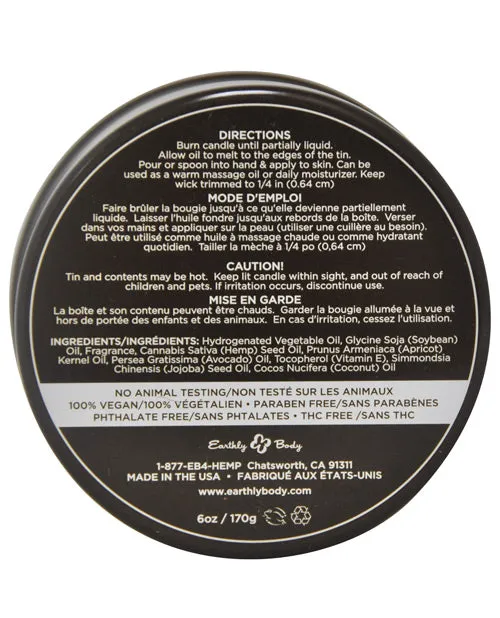 DIRECTIONS
Burn candle until partially liquid.
Allow oil to melt to the edges of the tin.
Pour or spoon into hand & apply to skin. Can be
used as a warm massage oil or daily moisturizer. Keep
wick trimmed to 1/4 in (0.64 cm)
MODE D'EMPLOI
Faire brûler la bougie jusqu'à ce qu'elle devienne partiellement
liquide. Laisser l'huile fondre jusqu'aux rebords de la boîte. Verser
dans vos mains et appliquer sur la peau (utiliser une cuillère au besoin).
Peut être utilisé comme huile à massage chaude ou comme hydratant
quotidien. Tailler la mèche à 1/4 po (0,64 cm)
CAUTION!
Tin and contents may be hot. Keep lit candle within sight, and out of reach of
children and pets. If irritation occurs, discontinue use.
MISE EN GARDE
La boîte et son contenu peuvent être chauds. Garder la bougie allumée à la vue et
hors de portée des enfants et des animaux. En cas d'irritation, cessez l'utilisation.
INGREDIENTS/INGRÉDIENTS: Hydrogenated Vegetable Oil, Glycine Soja (Soybean)
Oil, Fragrance, Cannabis Sativa (Hemp) Seed Oil, Prunus Armeniaca (Apricot)
Kernel Oil, Persea Gratissima (Avocado) Oil, Tocopherol (Vitamin E), Simmondsia
Chinensis (Jojoba) Seed Oil, Cocos Nucifera (Coconut) Oil
NO ANIMAL TESTING/NON TESTÉ SUR LES ANIMAUX
100% VEGAN/100% VÉGÉTALIEN • PARABEN FREE/SANS PARABÈNES
PHTHALATE FREE/SANS PHTALATES • THC FREE /SANS THC
Earthly Body
1-877-EB4-HEMP Chatsworth, CA 91311
MADE IN THE USA • FABRIQUÉ AUX ÉTATS-UNIS
www.earthlybody.com
6oz / 170g